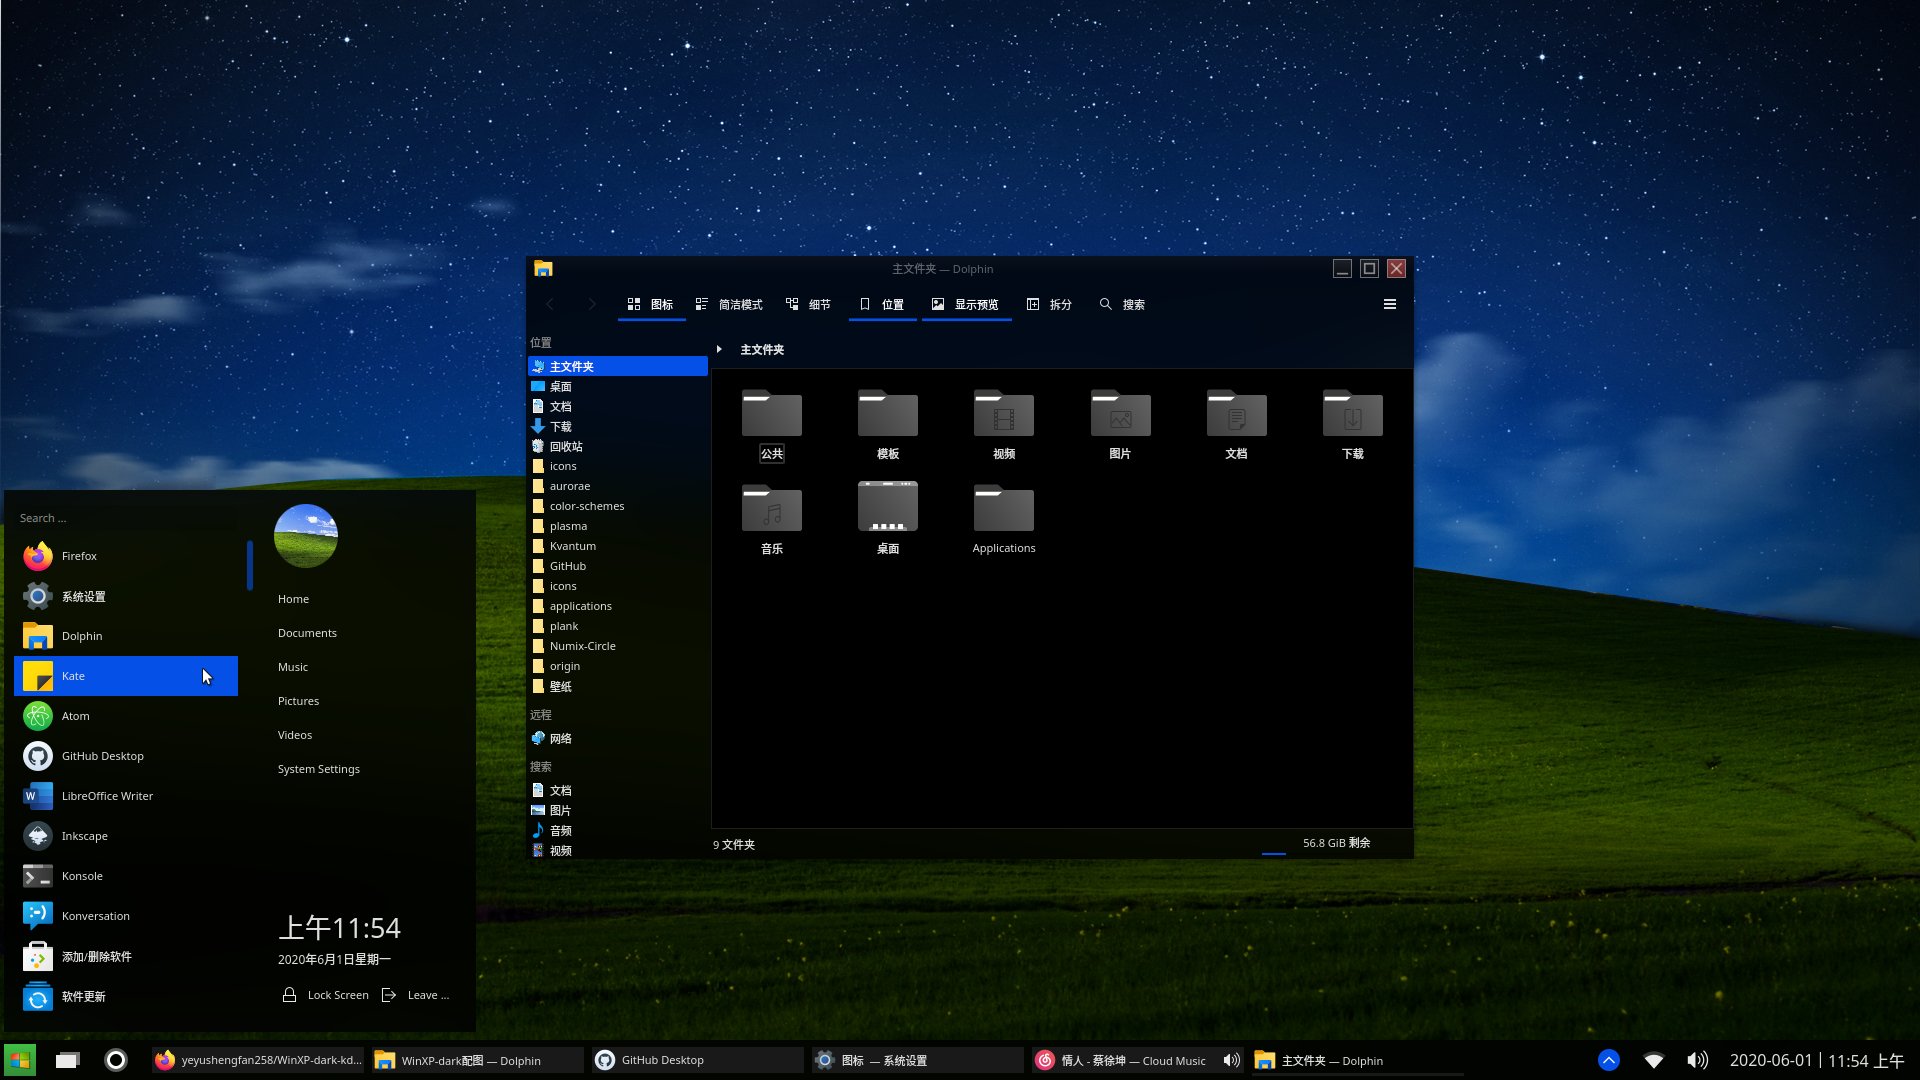 主文件夹 — Dolphin
图标
简洁模式
细节
位置
显示预览
拆分
搜索
位置
主文件夹
桌面
文档
下载
回收站
icons
aurorae
color-schemes
plasma
Kvantum
GitHub
icons
applications
plank
Numix-Circle
origin
壁纸
远程
网络
搜索
文档
图片
音频
视频
主文件夹
公共
模板
视频
图片
文档
下载
音乐
桌面
Applications
9 文件夹
56.8 GiB 剩余
Search ...
Firefox
系统设置
Dolphin
Kate
Atom
GitHub Desktop
W
LibreOffice Writer
Inkscape
Konsole
Konversation
添加/删除软件
软件更新
Home
Documents
Music
Pictures
Videos
System Settings
上午11:54
2020年6月1日星期一
Lock Screen
Leave ...
yeyushengfan258/WinXP-dark-kd...
WinXP-dark配图 — Dolphin
GitHub Desktop
图标 — 系统设置
情人 - 蔡徐坤 — Cloud Music
主文件夹 — Dolphin
2020-06-01 | 11:54 上午